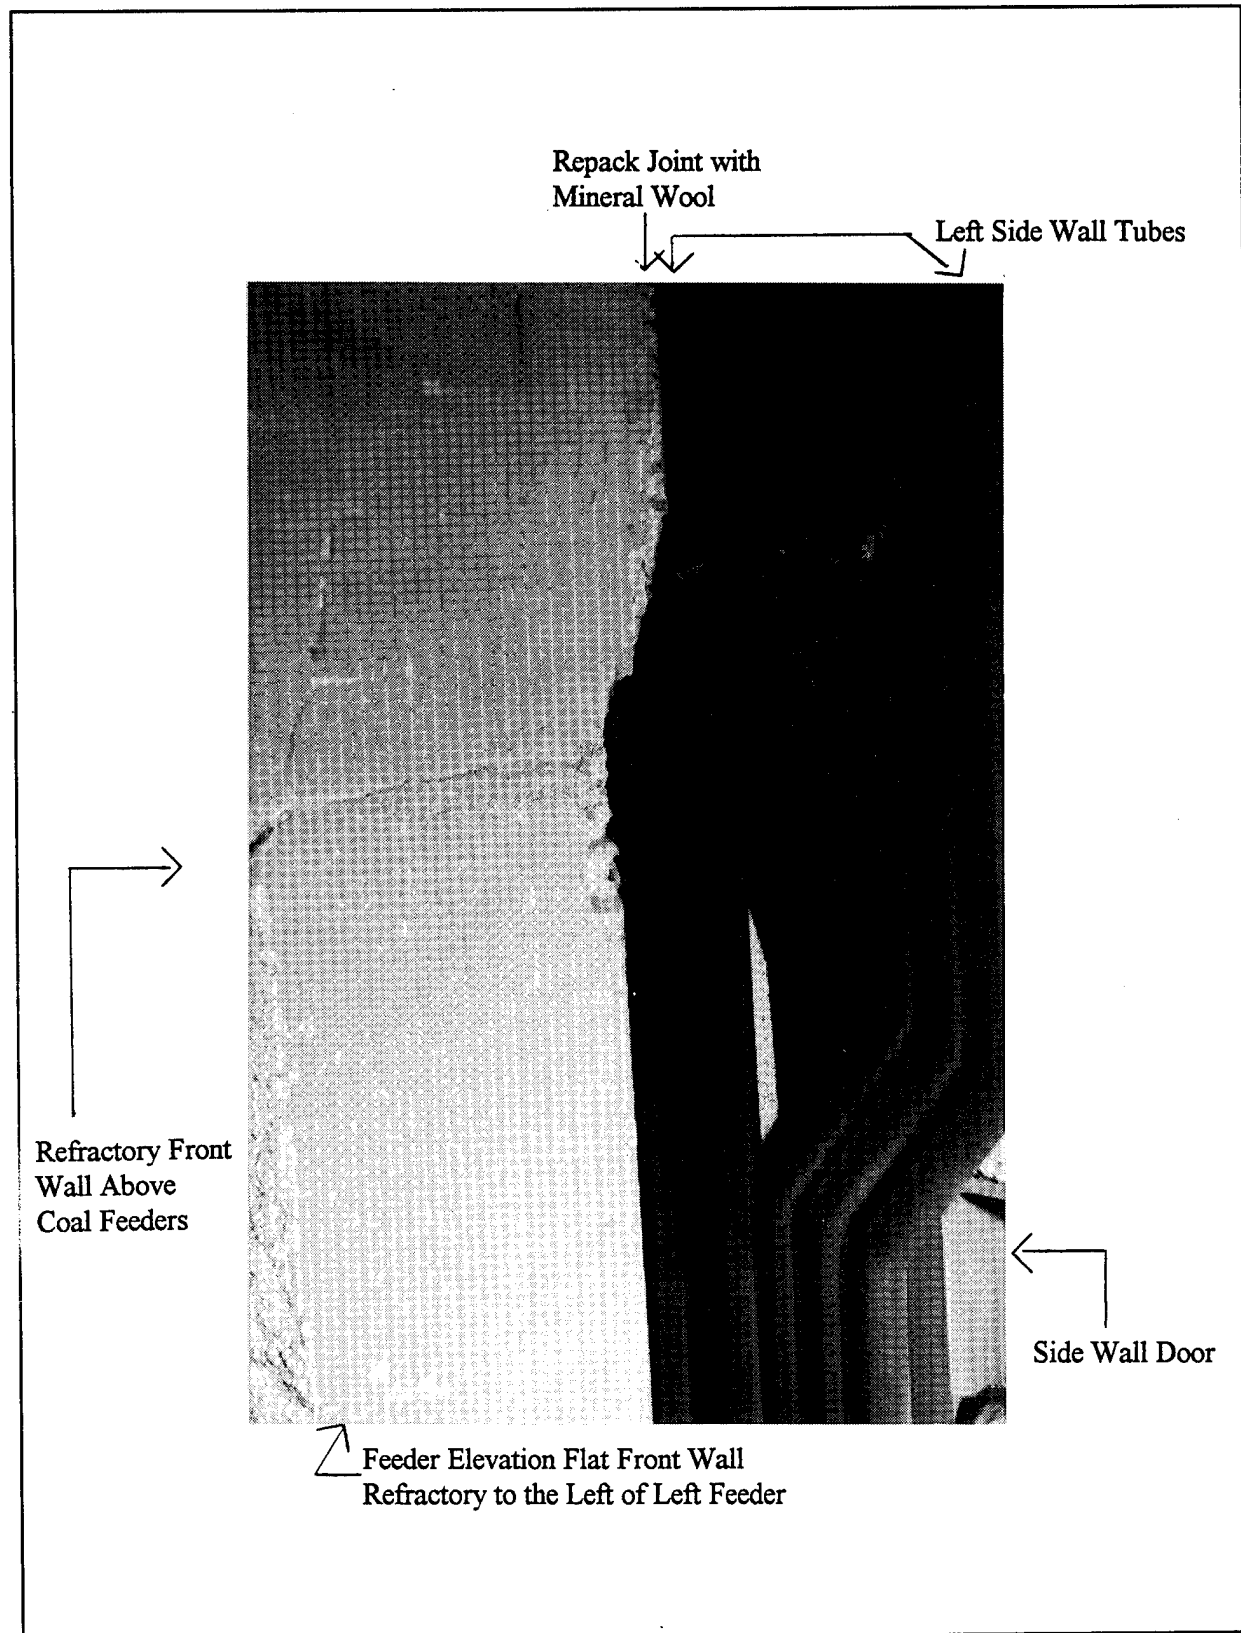 Repack Joint with
Mineral Wool
Left Side Wall Tubes
Refractory Front
Wall Above
Coal Feeders
Side Wall Door
Feeder Elevation Flat Front Wall
Refractory to the Left of Left Feeder